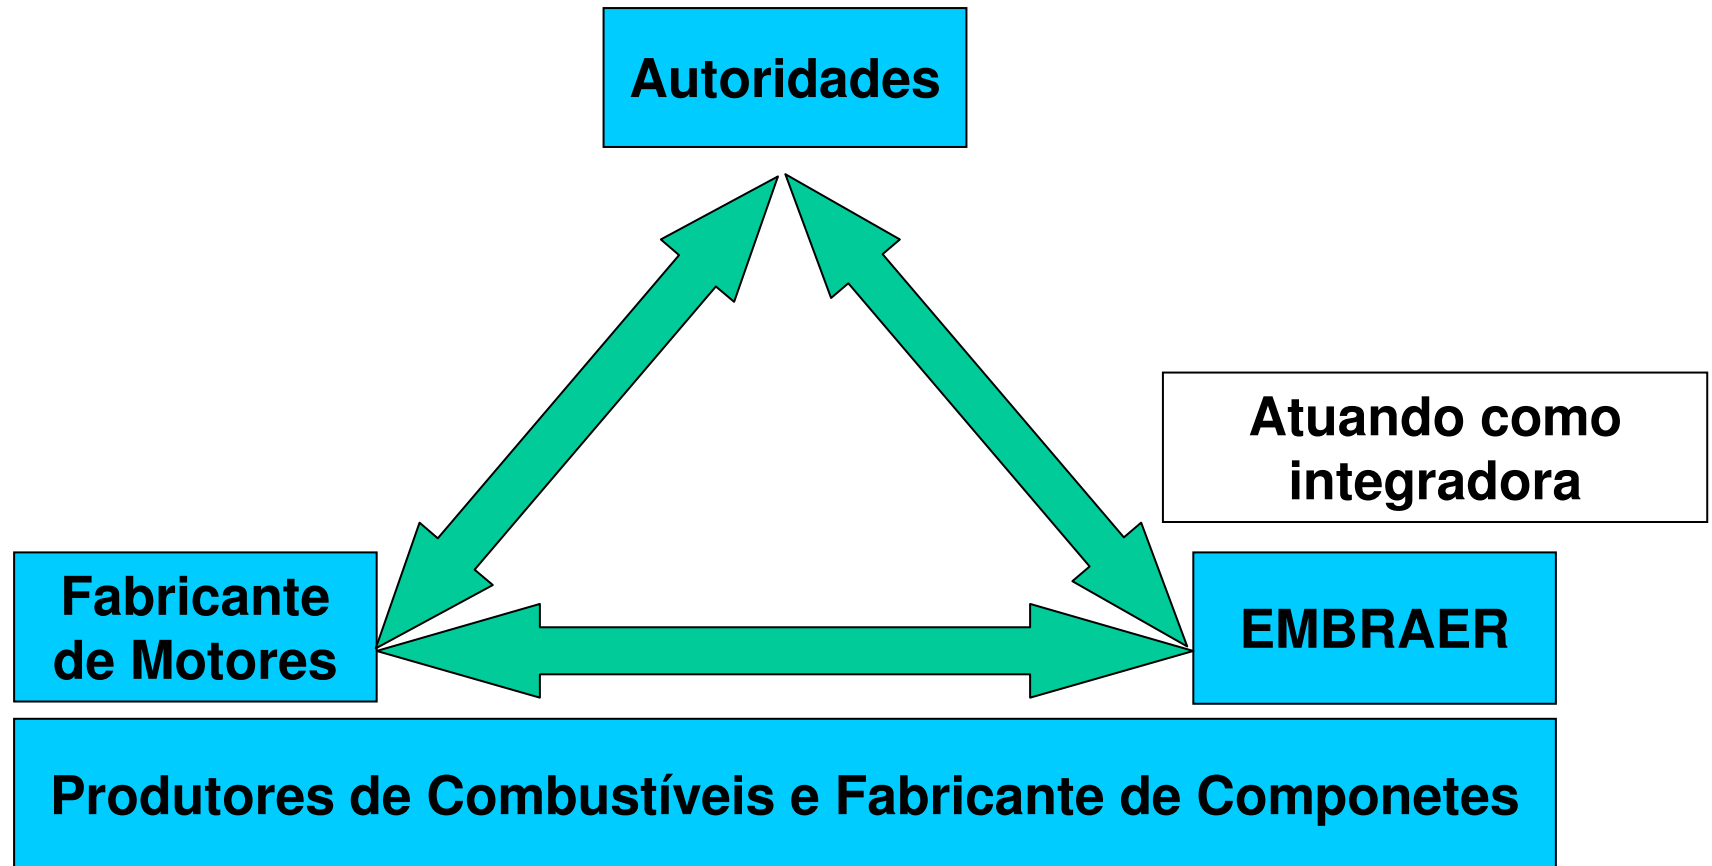 Autoridades
Atuando como
integradora
Fabricante
de Motores
EMBRAER
Produtores de Combustíveis e Fabricante de Componetes